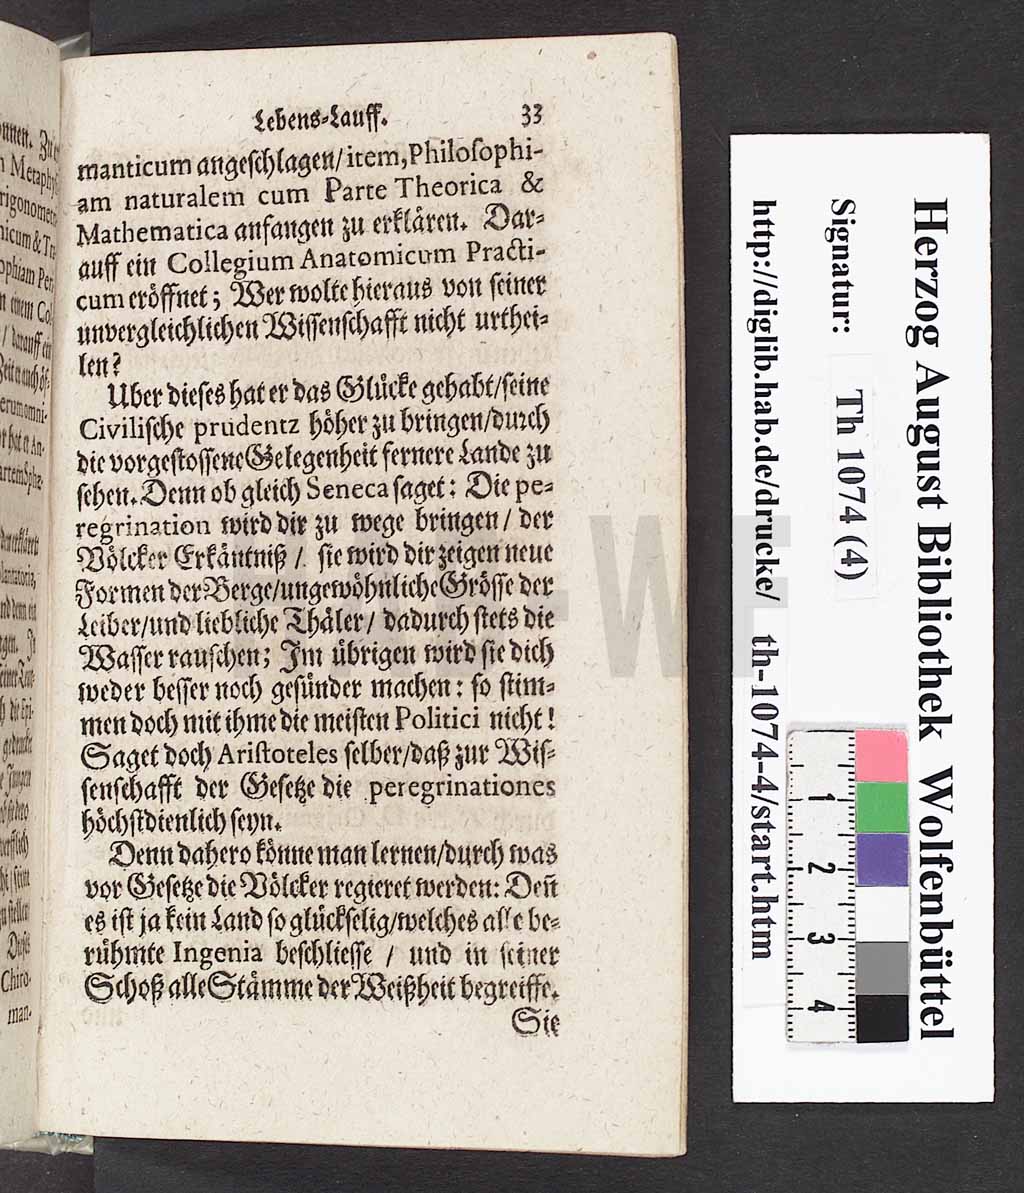 Lebens-Lauff. 33
manticum angeschlagen/ item, Philosophi-
am naturalem cum Parte Theorica &
Mathematica anfangen zu erklären. Dar-
auff ein Collegium Anatomicum Practi-
cum eröffnet; Wer wolte hieraus von seiner
unvergleichlichen Wissenschafft nicht urthei-
len?
Uber dieses hat er das Glücke gehabt/ seine
Civilische prudentz höher zu bringen/ durch
die vorgestossene Gelegenheit fernere Lande zu
sehen. Denn ob gleich Seneca saget: Die pe-
regrination wird dir zu wege bringen/ der
Völcker Erkäntniß / sie wird dir zeigen neue
Formen der Berge/ ungewöhnliche Grösse der
Leiber/ und liebliche Thäler/ dadurch stets die
Wasser rauschen; Im übrigen wird sie dich
weder besser noch gesünder machen: so stim-
men doch mit ihme die meisten Politici nicht!
Saget doch Aristoteles selber/ daß zur Wis-
senschafft der Gesetze die peregrinationes
höchstdienlich seyn.
Denn dahero könne man lernen/ durch was
vor Gesetze die Völcker regieret werden: Deñ
es ist ja kein Land so glückselig/ welches alle be-
rühmte Ingenia beschliesse / und in seiner
Schoß alle Stämme der Weißheit begreiffe.
Sie
Herzog August Bibliothek Wolfenbüttel
Signatur: Th 1074 (4)
http://diglib.hab.de/drucke/ th-1074-4/start.htm
1 2 3 4